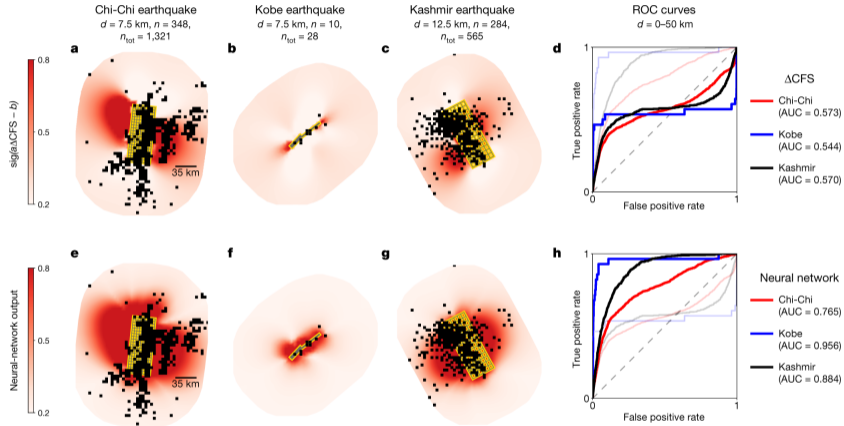 Chi-Chi earthquake
d = 7.5 km, n = 348,
n_tot = 1,321
Kobe earthquake
d = 7.5 km, n = 10,
n_tot = 28
Kashmir earthquake
d = 12.5 km, n = 284,
n_tot = 565
ROC curves
d = 0–50 km
a
b
c
d
0.8
0.5
0.2
sig(aΔCFS − b)
35 km
1
True positive rate
0
0
False positive rate
1
ΔCFS
Chi-Chi
(AUC = 0.573)
Kobe
(AUC = 0.544)
Kashmir
(AUC = 0.570)
e
f
g
h
0.8
0.5
0.2
Neural-network output
35 km
1
True positive rate
0
0
False positive rate
1
Neural network
Chi-Chi
(AUC = 0.765)
Kobe
(AUC = 0.956)
Kashmir
(AUC = 0.884)